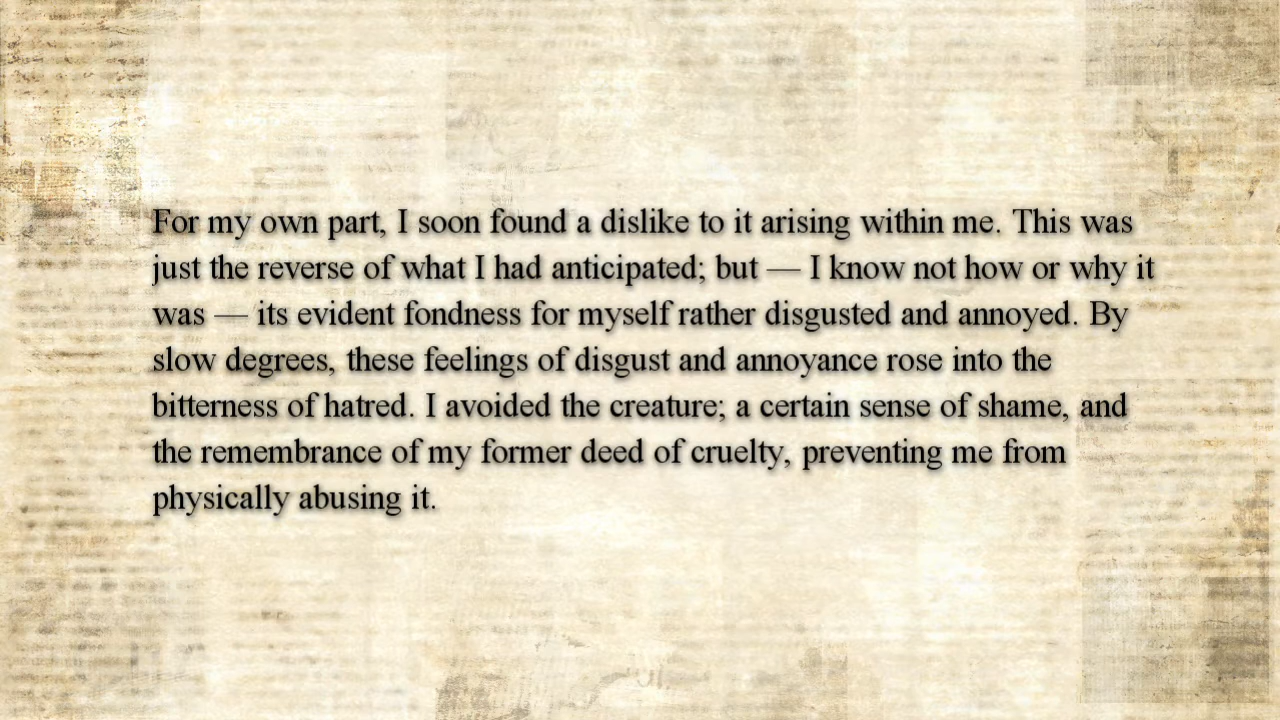 For my own part, I soon found a dislike to it arising within me. This was
just the reverse of what I had anticipated; but — I know not how or why it
was — its evident fondness for myself rather disgusted and annoyed. By
slow degrees, these feelings of disgust and annoyance rose into the
bitterness of hatred. I avoided the creature; a certain sense of shame, and
the remembrance of my former deed of cruelty, preventing me from
physically abusing it.